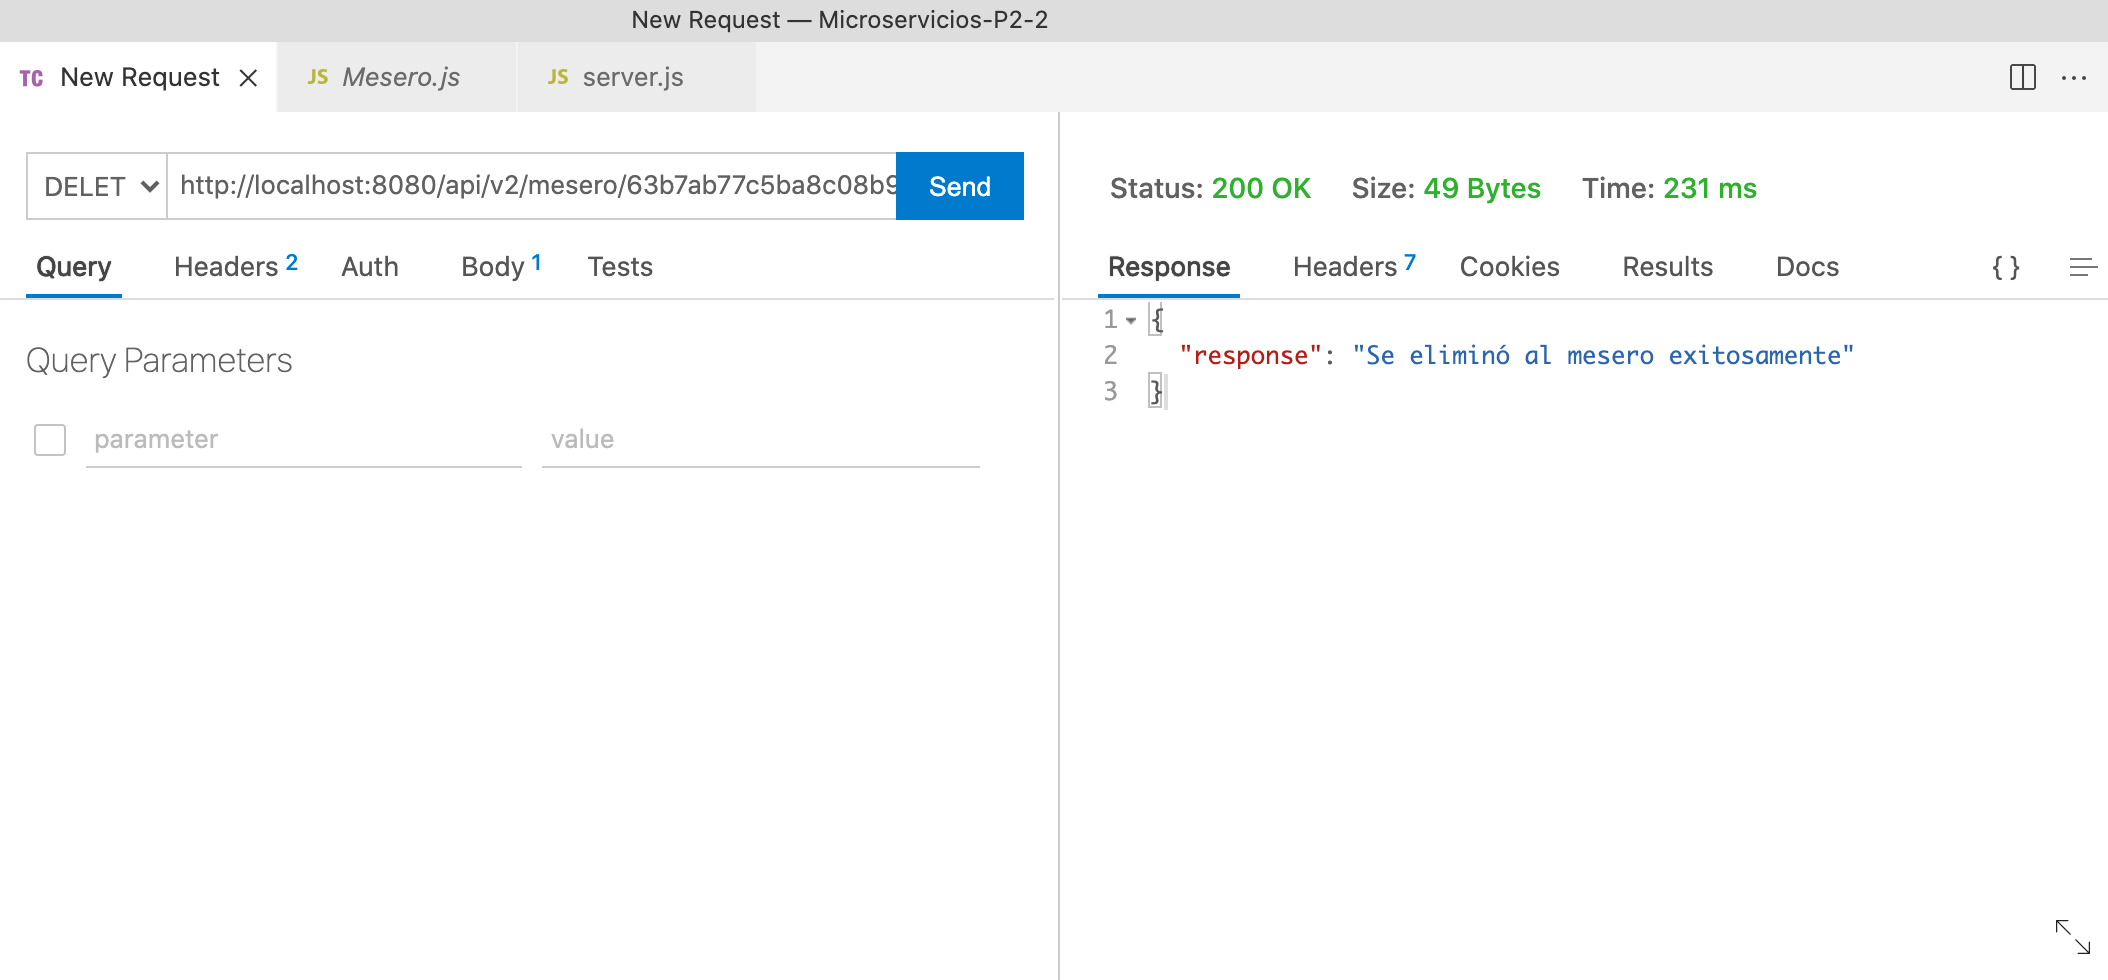 New Request — Microservicios-P2-2
TC New Request JS Mesero.js JS server.js
DELET http://localhost:8080/api/v2/mesero/63b7ab77c5ba8c08b9 Send
Query Headers 2 Auth Body 1 Tests
Query Parameters
parameter value
Status: 200 OK Size: 49 Bytes Time: 231 ms
Response Headers 7 Cookies Results Docs { }
1 {
2 "response": "Se eliminó al mesero exitosamente"
3 }